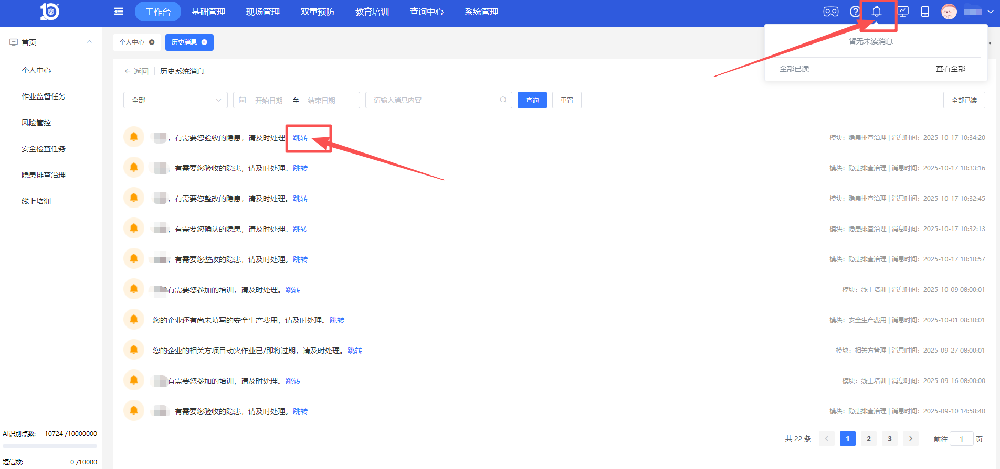 工作台 基础管理 现场管理 双重预防 教育培训 查询中心 系统管理
首页
个人中心
作业监督任务
风险管控
安全检查任务
隐患排查治理
线上培训
AI识别点数: 10724 /10000000
短信数: 0 /10000
个人中心 历史消息
暂无未读消息
全部已读 查看全部
返回 历史系统消息
全部 开始日期 至 结束日期 请输入消息内容 查询 重置 全部已读
，有需要您验收的隐患，请及时处理 跳转 模块：隐患排查治理 | 消息时间：2025-10-17 10:34:20
，有需要您验收的隐患，请及时处理。跳转 模块：隐患排查治理 | 消息时间：2025-10-17 10:33:16
，有需要您整改的隐患，请及时处理。跳转 模块：隐患排查治理 | 消息时间：2025-10-17 10:32:45
，有需要您确认的隐患，请及时处理。跳转 模块：隐患排查治理 | 消息时间：2025-10-17 10:32:13
，有需要您整改的隐患，请及时处理。跳转 模块：隐患排查治理 | 消息时间：2025-10-17 10:10:57
有需要您参加的培训，请及时处理。跳转 模块：线上培训 | 消息时间：2025-10-09 08:00:01
您的企业还有尚未填写的安全生产费用，请及时处理。跳转 模块：安全生产费用 | 消息时间：2025-10-01 08:30:01
您的企业的相关方项目动火作业已/即将过期，请及时处理。跳转 模块：相关方管理 | 消息时间：2025-09-27 08:00:01
有需要您参加的培训，请及时处理。跳转 模块：线上培训 | 消息时间：2025-09-16 08:00:00
，有需要您验收的隐患，请及时处理。跳转 模块：隐患排查治理 | 消息时间：2025-09-10 14:58:40
共 22 条 1 2 3 前往 1 页